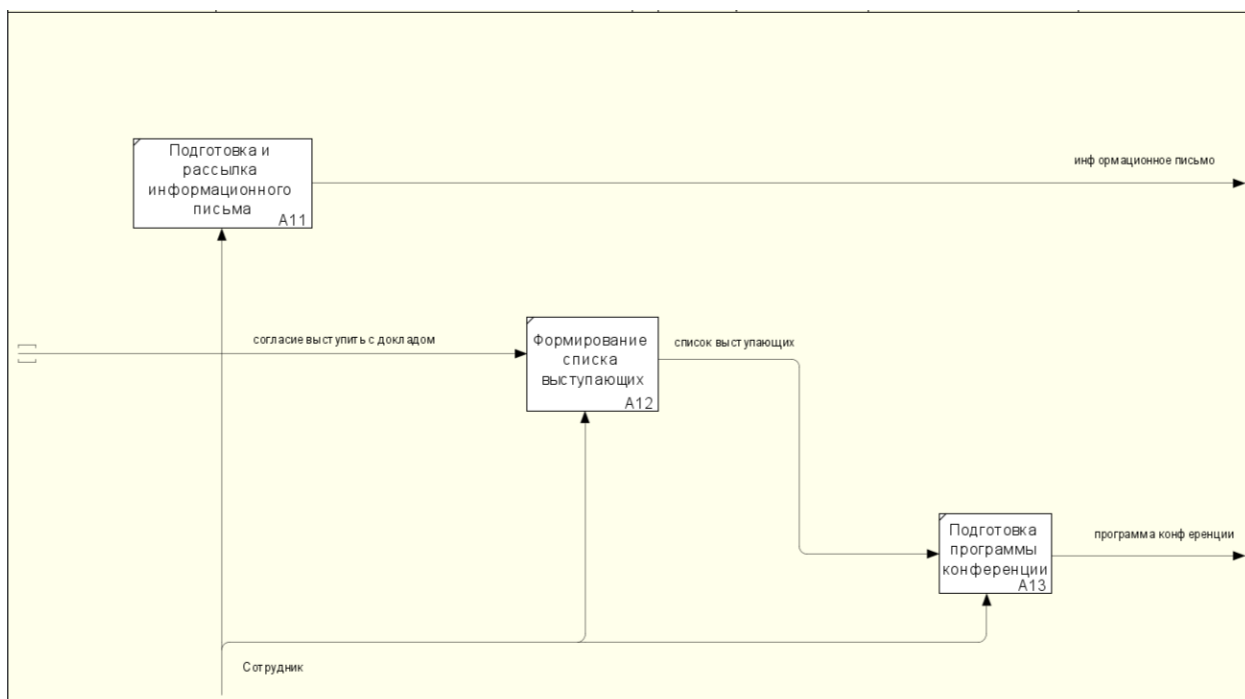 Подготовка и
рассылка
информационного
письма
A11
информационное письмо
согласие выступить с докладом
Формирование
списка
выступающих
A12
список выступающих
Подготовка
программы
конференции
A13
программа конференции
Сотрудник